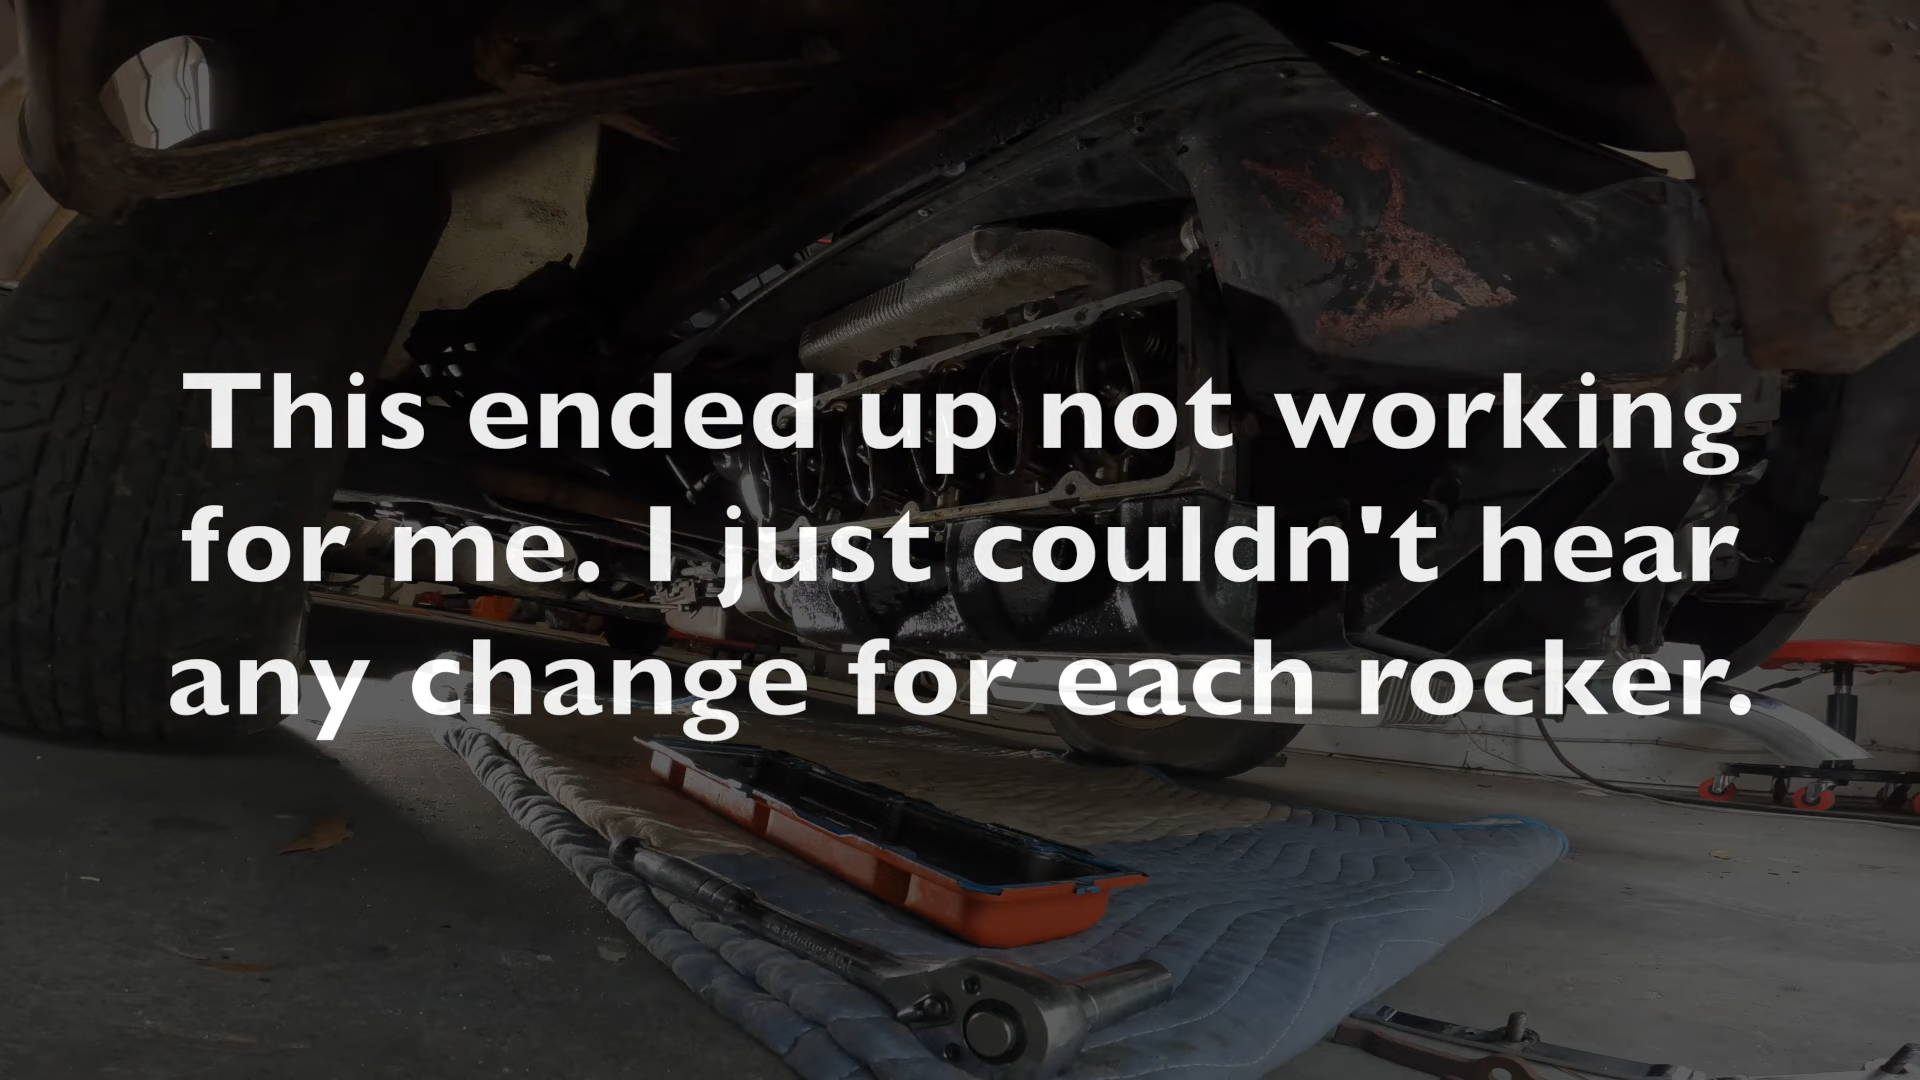 This ended up not working
for me. I just couldn't hear
any change for each rocker.